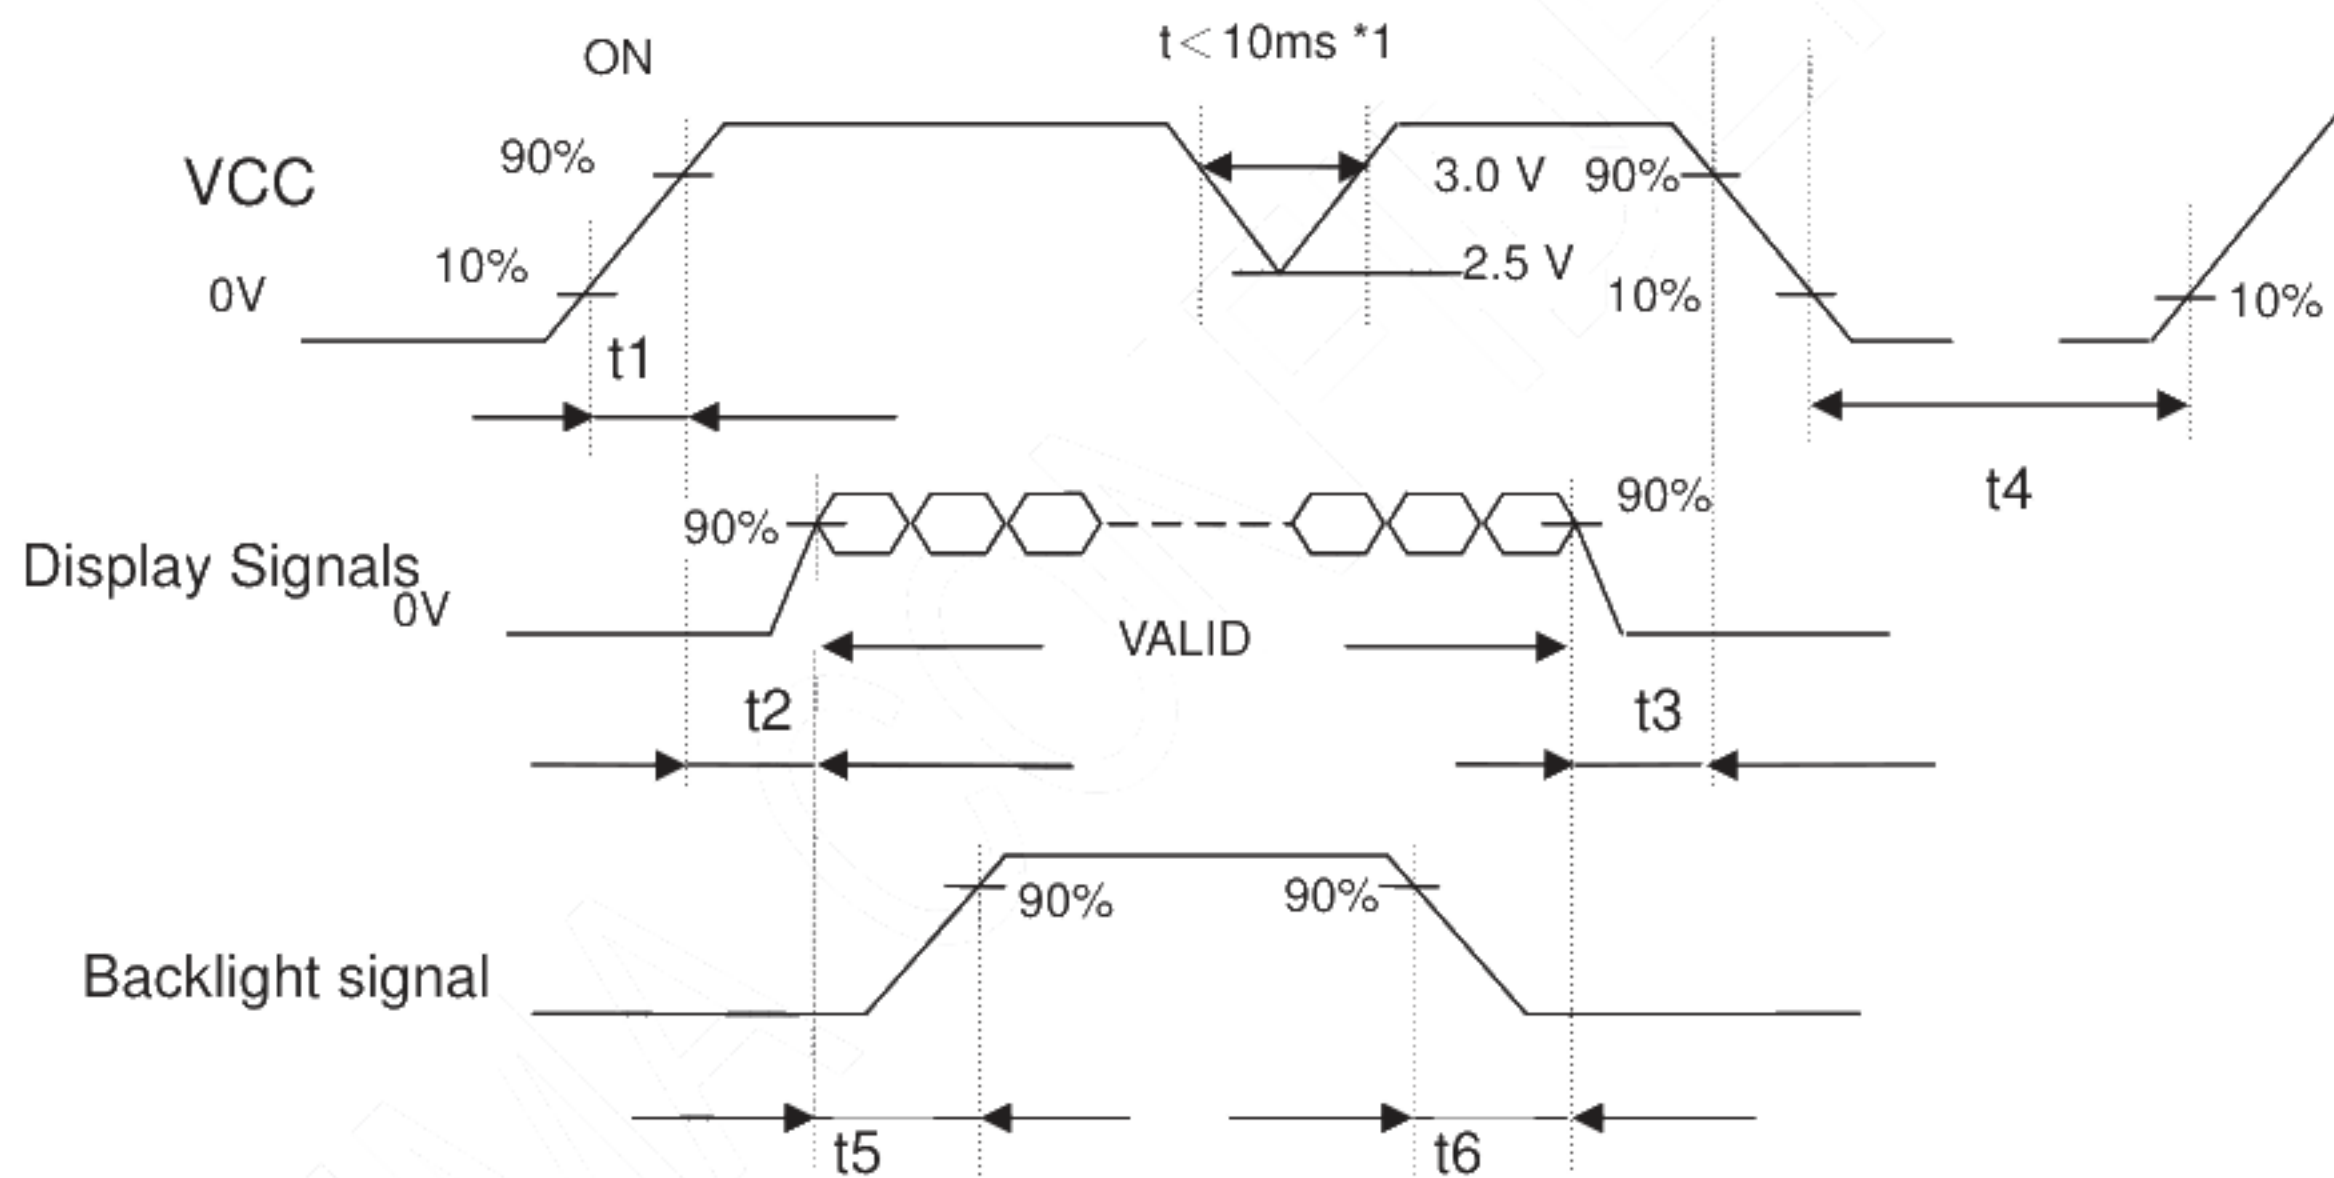 ON
t<10ms *1
VCC
90%
3.0 V
90%
10%
0V
2.5 V
10%
10%
t1
t4
90%
90%
Display Signals
0V
VALID
t2
t3
90%
90%
Backlight signal
t5
t6